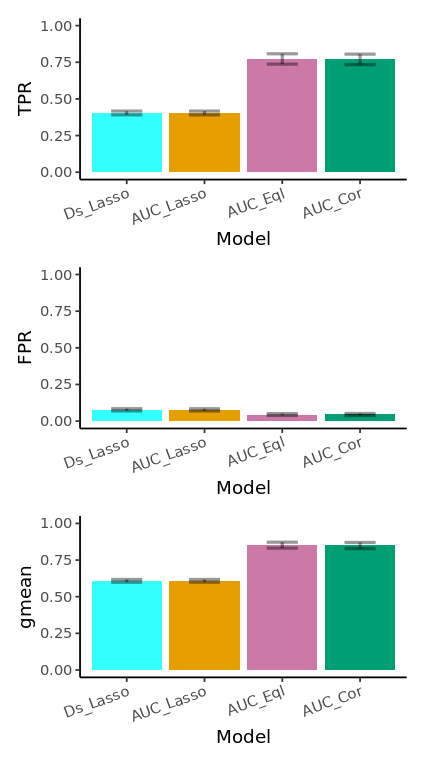 1.00
0.75
0.50
0.25
0.00
TPR
Ds_Lasso
AUC_Lasso
AUC_Eql
AUC_Cor
Model
1.00
0.75
0.50
0.25
0.00
FPR
Ds_Lasso
AUC_Lasso
AUC_Eql
AUC_Cor
Model
1.00
0.75
0.50
0.25
0.00
gmean
Ds_Lasso
AUC_Lasso
AUC_Eql
AUC_Cor
Model